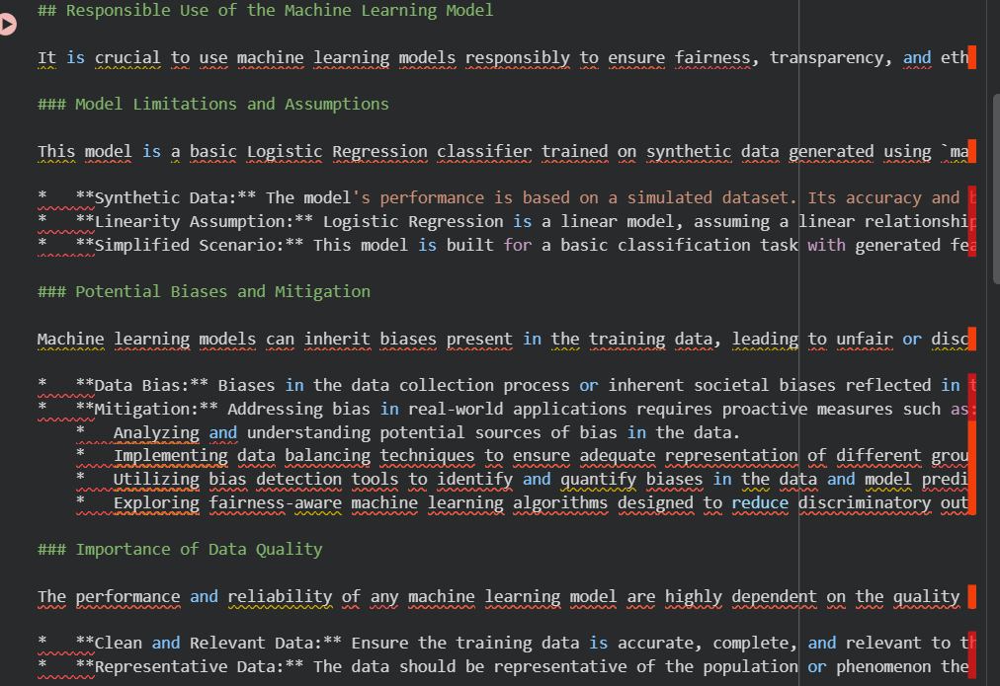 ## Responsible Use of the Machine Learning Model
It is crucial to use machine learning models responsibly to ensure fairness, transparency, and eth
### Model Limitations and Assumptions
This model is a basic Logistic Regression classifier trained on synthetic data generated using `ma
*   **Synthetic Data:** The model's performance is based on a simulated dataset. Its accuracy and b
*   **Linearity Assumption:** Logistic Regression is a linear model, assuming a linear relationship
*   **Simplified Scenario:** This model is built for a basic classification task with generated fea
### Potential Biases and Mitigation
Machine learning models can inherit biases present in the training data, leading to unfair or disc
*   **Data Bias:** Biases in the data collection process or inherent societal biases reflected in t
*   **Mitigation:** Addressing bias in real-world applications requires proactive measures such as:
    *   Analyzing and understanding potential sources of bias in the data.
    *   Implementing data balancing techniques to ensure adequate representation of different grou
    *   Utilizing bias detection tools to identify and quantify biases in the data and model predi
    *   Exploring fairness-aware machine learning algorithms designed to reduce discriminatory out
### Importance of Data Quality
The performance and reliability of any machine learning model are highly dependent on the quality
*   **Clean and Relevant Data:** Ensure the training data is accurate, complete, and relevant to th
*   **Representative Data:** The data should be representative of the population or phenomenon the